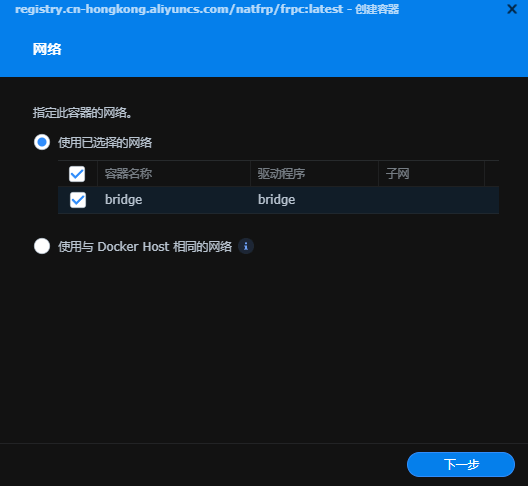 registry.cn-hongkong.aliyuncs.com/natfrp/frpc:latest - 创建容器
网络
指定此容器的网络。
使用已选择的网络
容器名称 驱动程序 子网
bridge bridge
使用与 Docker Host 相同的网络
下一步